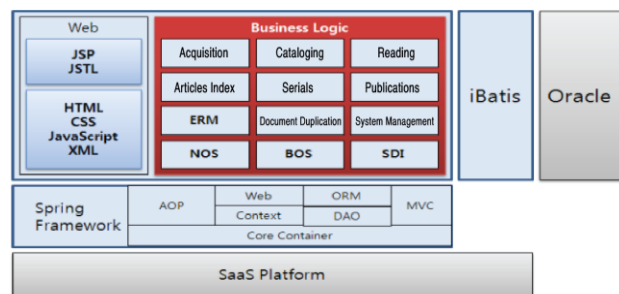 Web
JSP
JSTL
HTML
CSS
JavaScript
XML
Business Logic
Acquisition Cataloging Reading
Articles Index Serials Publications
ERM Document Duplication System Management
NOS BOS SDI
iBatis
Oracle
Spring
Framework
AOP
Web ORM
Context DAO
MVC
Core Container
SaaS Platform